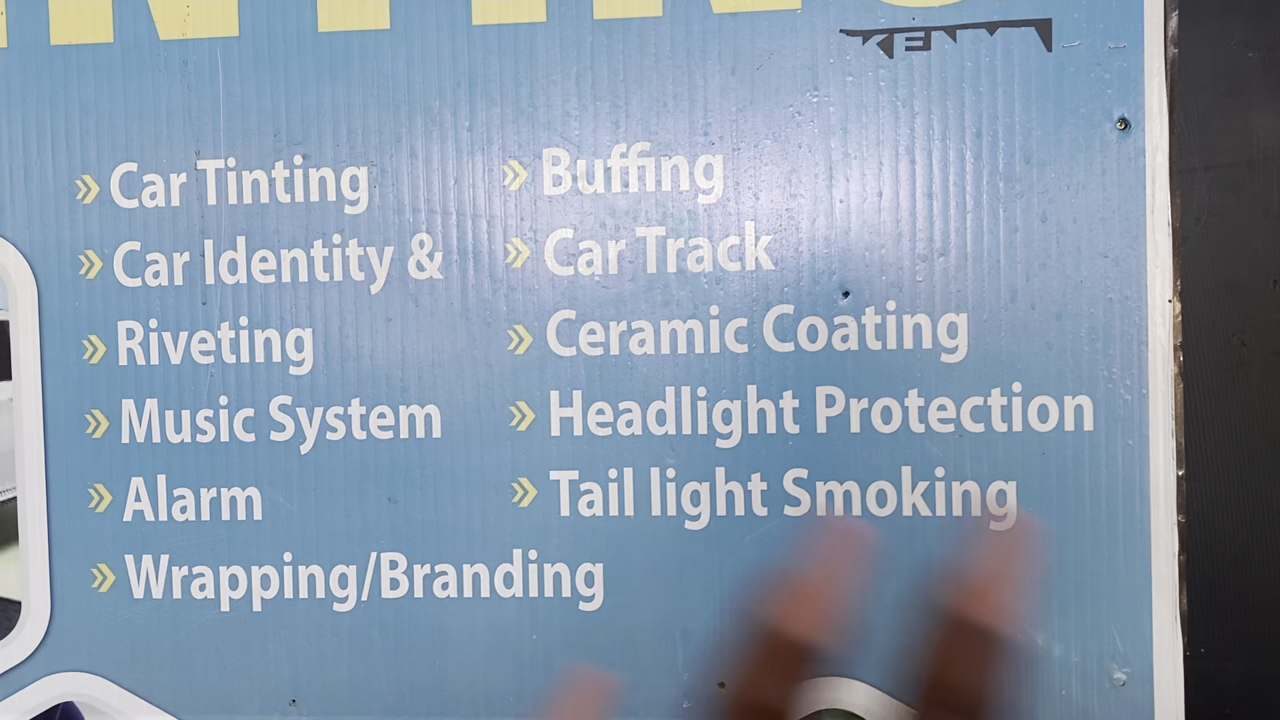 KENYA
Car Tinting
Car Identity &
Riveting
Music System
Alarm
Wrapping/Branding
Buffing
Car Track
Ceramic Coating
Headlight Protection
Tail light Smoking